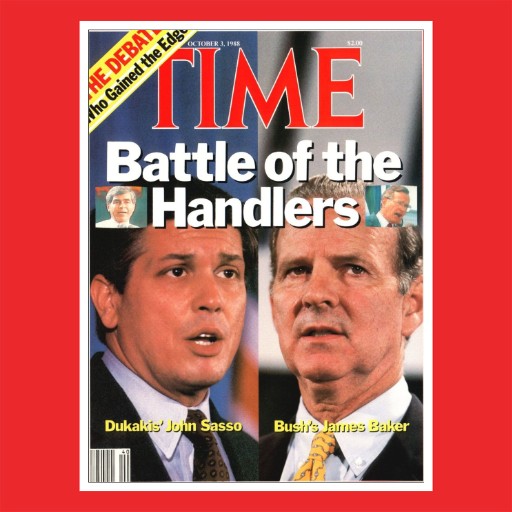 THE DEBATE
Who Gained the Edge
OCTOBER 3, 1988
$2.00
TIME
Battle of the
Handlers
Dukakis' John Sasso
Bush's James Baker
40